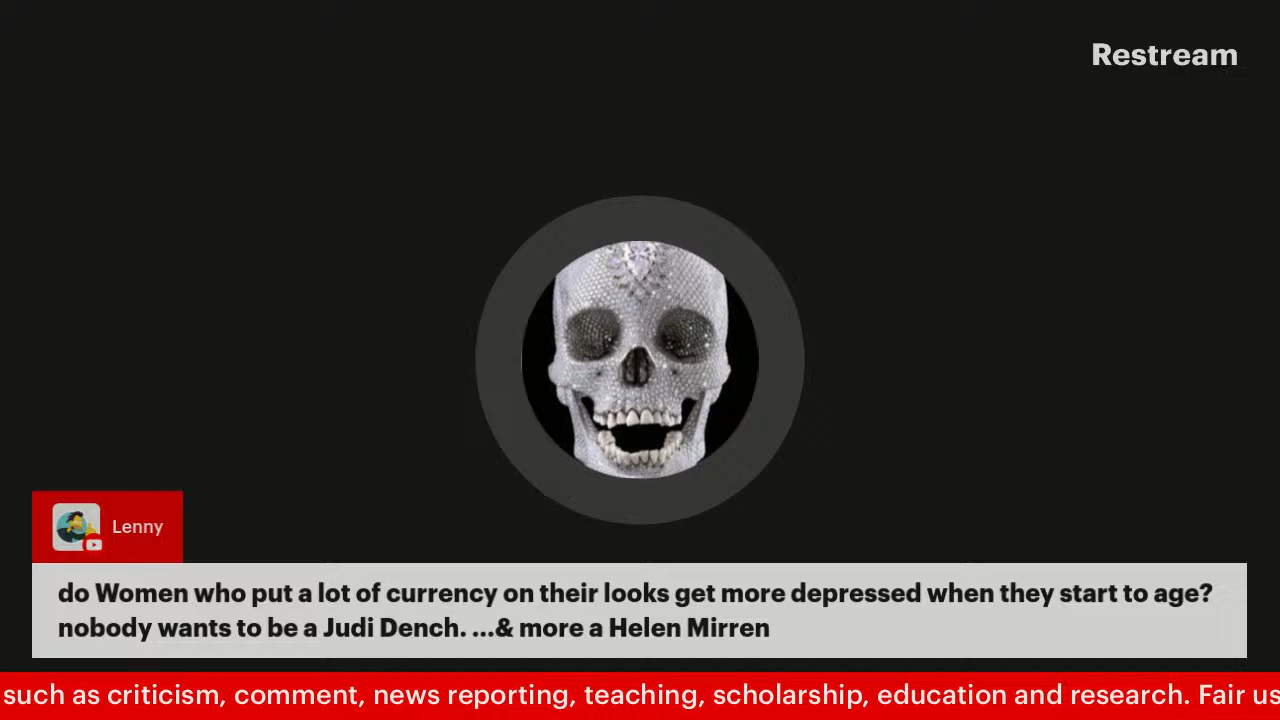 Restream
Lenny
do Women who put a lot of currency on their looks get more depressed when they start to age?
nobody wants to be a Judi Dench. ...& more a Helen Mirren
such as criticism, comment, news reporting, teaching, scholarship, education and research. Fair us